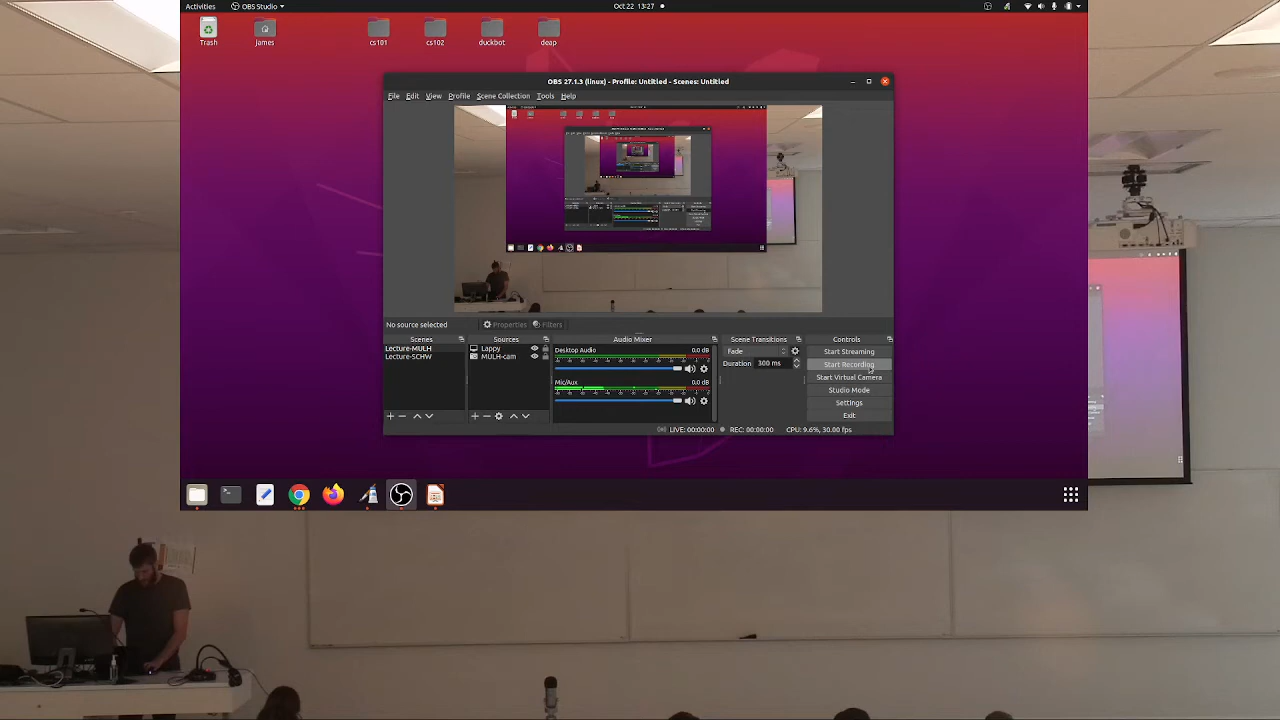 Activities
OBS Studio
Oct 22 13:27
Trash
James
cs101
cs102
duckbot
deap
OBS 27.1.3 (linux) - Profile: Untitled - Scenes: Untitled
File Edit View Profile Scene Collection Tools Help
No source selected
Properties
Filters
Scenes
Sources
Audio Mixer
Scene Transitions
Controls
Lecture-MULH
Lecture-SCHW
Lappy
MULH-cam
Desktop Audio
0.0 dB
Mic/Aux
0.0 dB
Fade
Duration 300 ms
Start Streaming
Start Recording
Start Virtual Camera
Studio Mode
Settings
Exit
LIVE: 00:00:00
REC: 00:00:00
CPU: 9.6%, 30.00 fps